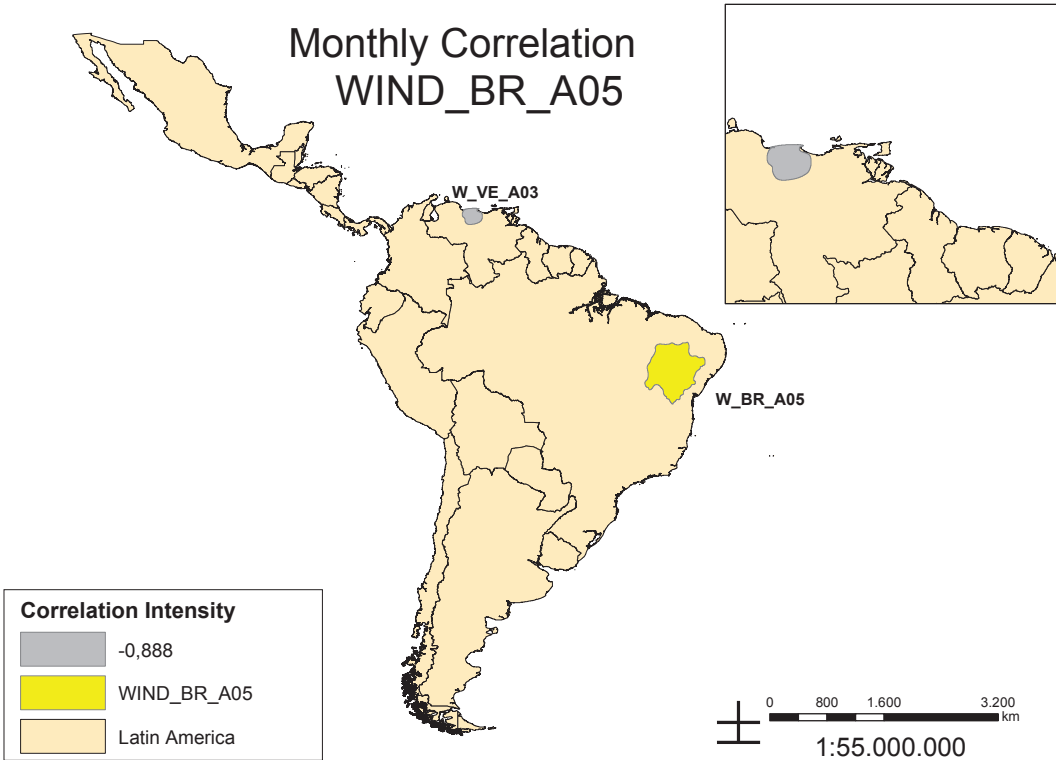 Monthly Correlation
WIND_BR_A05
W_VE_A03
W_BR_A05
Correlation Intensity
-0,888
WIND_BR_A05
Latin America
0 800 1.600 3.200
km
1:55.000.000